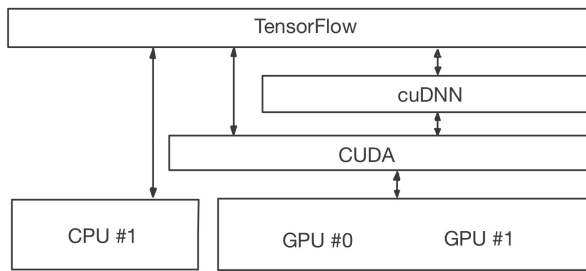 TensorFlow
cuDNN
CUDA
CPU #1
GPU #0
GPU #1